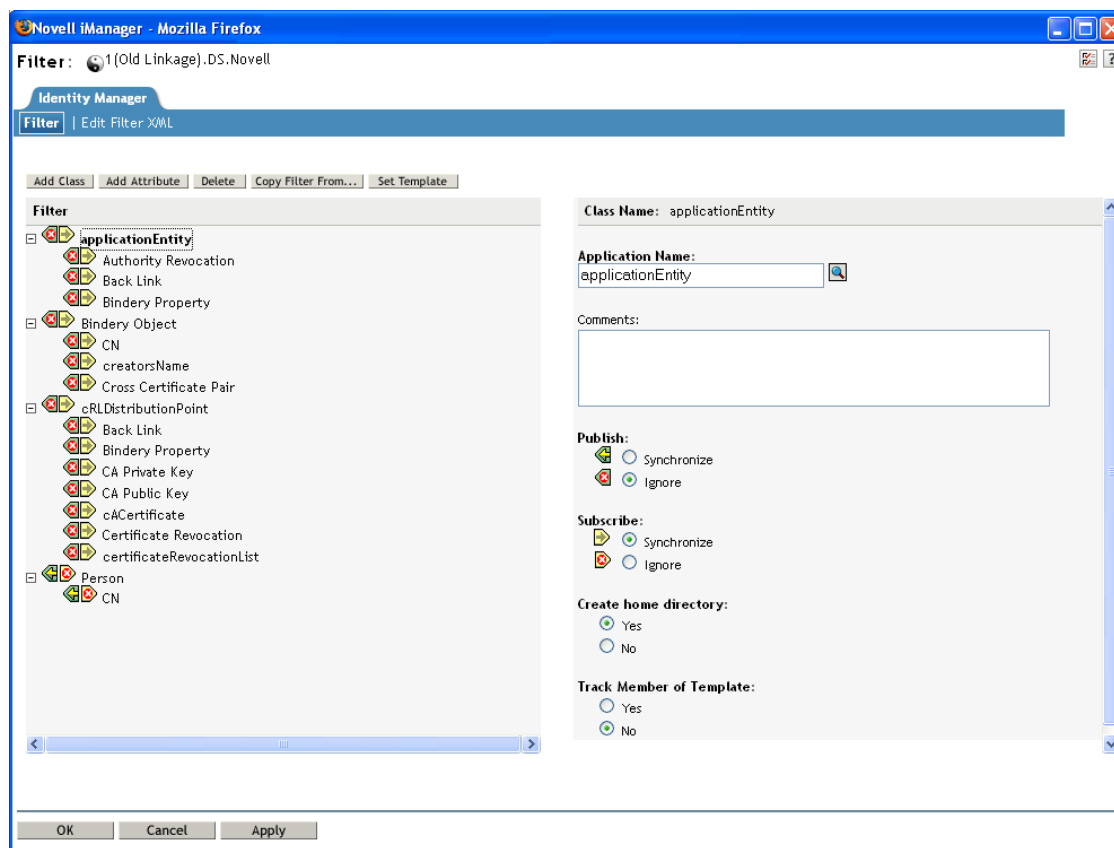 Novell iManager - Mozilla Firefox
Filter: 1(Old Linkage).DS.Novell
?
Identity Manager
Filter | Edit Filter XML
Add Class Add Attribute Delete Copy Filter From... Set Template
Filter
applicationEntity
Authority Revocation
Back Link
Bindery Property
Bindery Object
CN
creatorsName
Cross Certificate Pair
cRLDistributionPoint
Back Link
Bindery Property
CA Private Key
CA Public Key
cACertificate
Certificate Revocation
certificateRevocationList
Person
CN
Class Name: applicationEntity
Application Name:
applicationEntity
Comments:
Publish:
Synchronize
Ignore
Subscribe:
Synchronize
Ignore
Create home directory:
Yes
No
Track Member of Template:
Yes
No
OK Cancel Apply